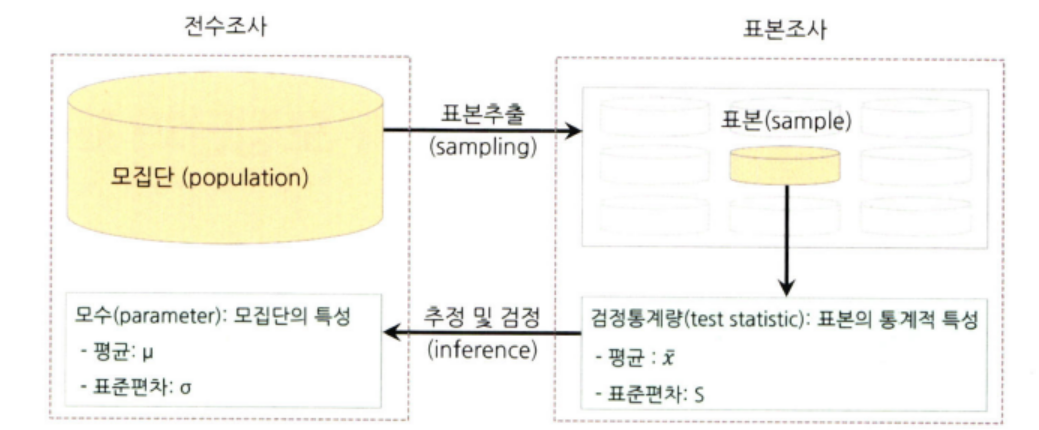 전수조사
표본조사
모집단 (population)
표본추출
(sampling)
표본(sample)
모수(parameter): 모집단의 특성
- 평균: μ
- 표준편차: σ
추정 및 검정
(inference)
검정통계량(test statistic): 표본의 통계적 특성
- 평균 : x̄
- 표준편차: S